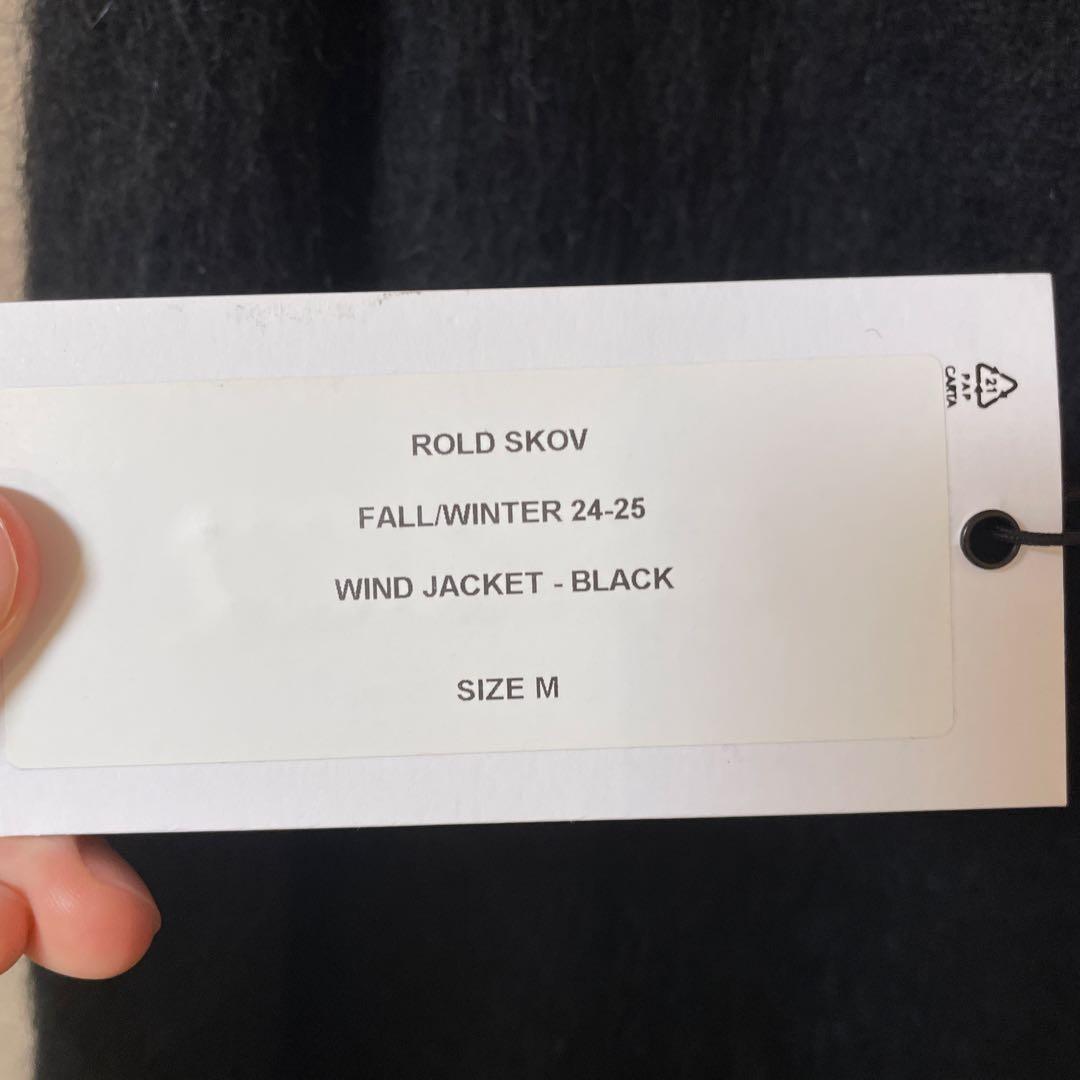 ROLD SKOV
FALL/WINTER 24-25
WIND JACKET - BLACK
SIZE M
21
PAP
CARTA